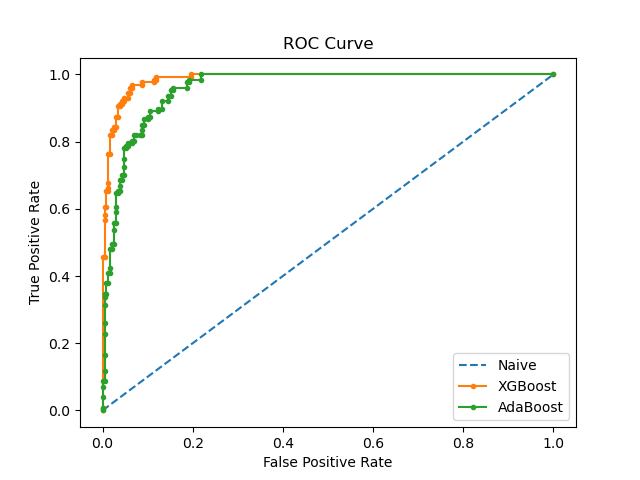 ROC Curve
True Positive Rate
1.0
0.8
0.6
0.4
0.2
0.0
0.0 0.2 0.4 0.6 0.8 1.0
False Positive Rate
Naive
XGBoost
AdaBoost